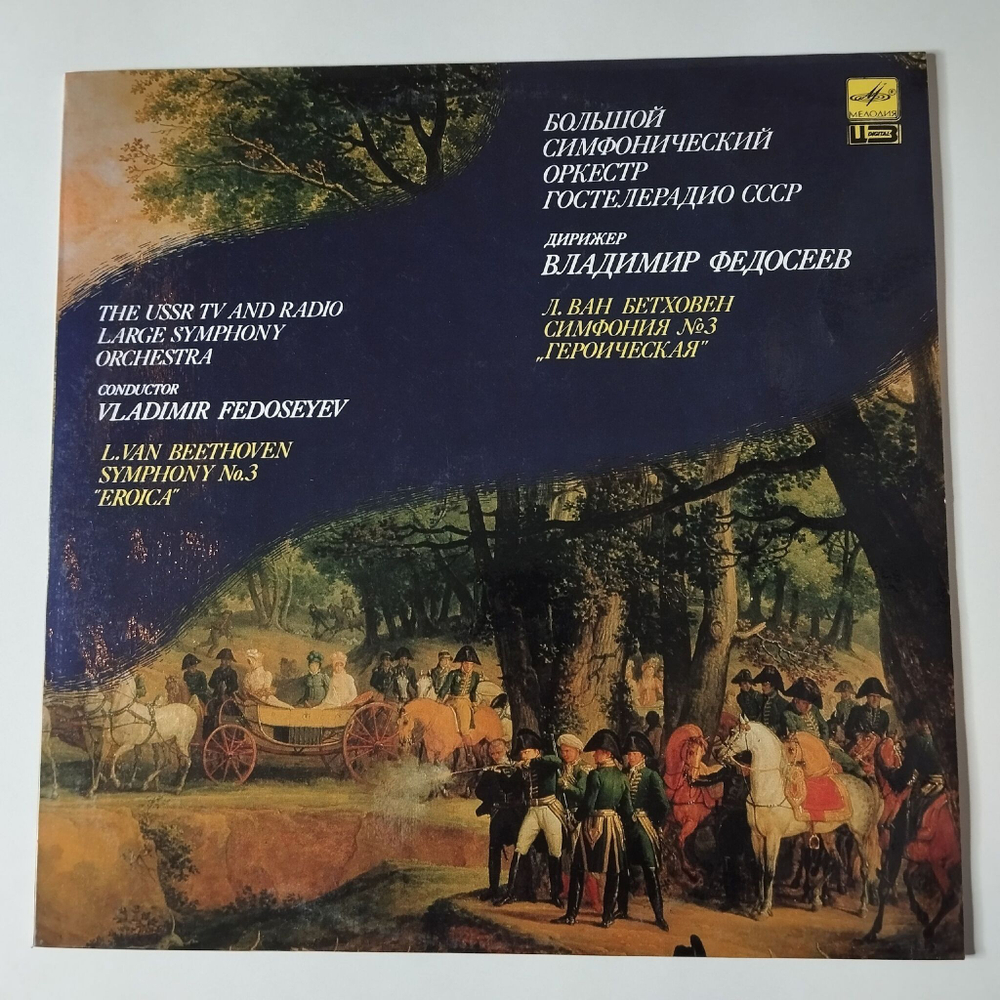 БОЛЬШОЙ
СИМФОНИЧЕСКИЙ
ОРКЕСТР
ГОСТЕЛЕРАДИО СССР
ДИРИЖЕР
ВЛАДИМИР ФЕДОСЕЕВ
Л. ВАН БЕТХОВЕН
СИМФОНИЯ №3
„ГЕРОИЧЕСКАЯ"
МЕЛОДИЯ
DIGITAL
THE USSR TV AND RADIO
LARGE SYMPHONY
ORCHESTRA
CONDUCTOR
VLADIMIR FEDOSEYEV
L. VAN BEETHOVEN
SYMPHONY No.3
"EROICA"